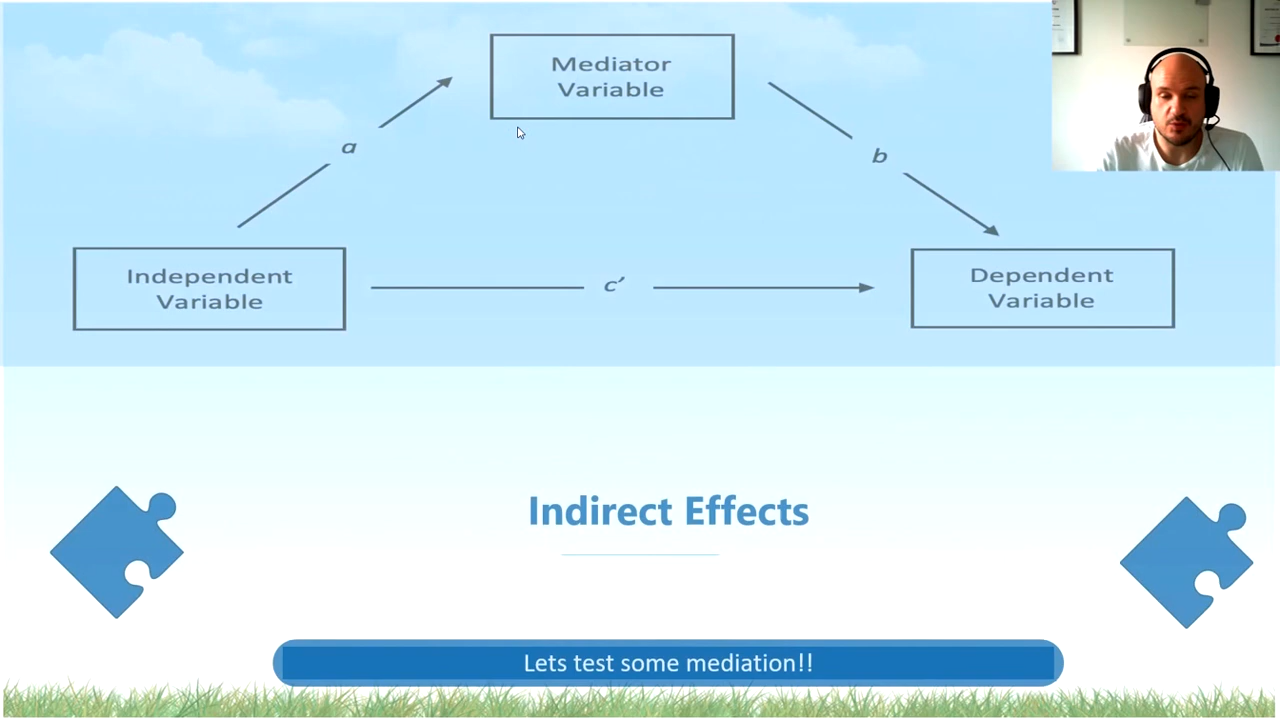 Mediator
Variable
a
b
Independent
Variable
c’
Dependent
Variable
Indirect Effects
Lets test some mediation!!